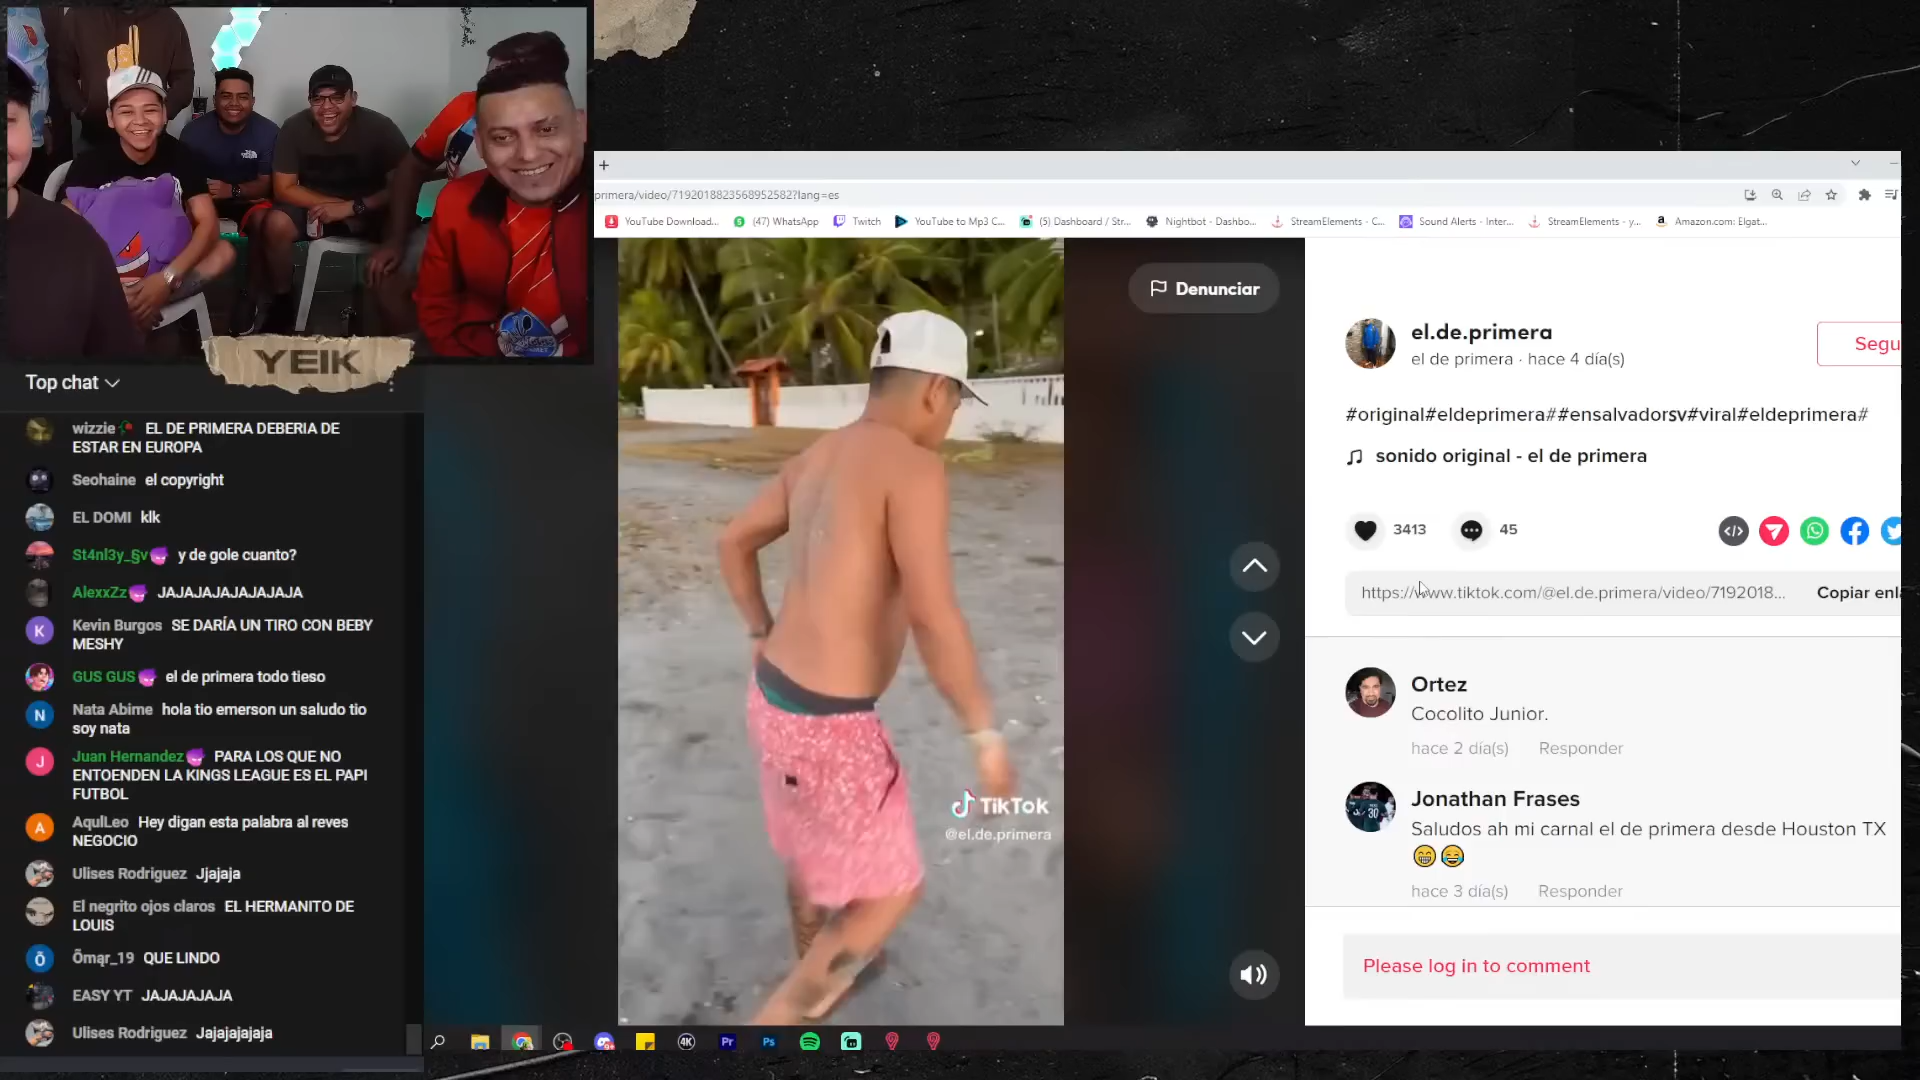 YEIK
Top chat
wizzie EL DE PRIMERA DEBERIA DE
ESTAR EN EUROPA
Seohaine el copyright
EL DOMI klk
St4nl3y_§v y de gole cuanto?
AlexxZz JAJAJAJAJAJAJAJA
Kevin Burgos SE DARÍA UN TIRO CON BEBY
MESHY
GUS GUS el de primera todo tieso
Nata Abime hola tio emerson un saludo tio
soy nata
Juan Hernandez PARA LOS QUE NO
ENTOENDEN LA KINGS LEAGUE ES EL PAPI
FUTBOL
AqulLeo Hey digan esta palabra al reves
NEGOCIO
Ulises Rodriguez Jjajaja
El negrito ojos claros EL HERMANITO DE
LOUIS
Õmąr_19 QUE LINDO
EASY YT JAJAJAJAJA
Ulises Rodriguez Jajajajajaja
primera/video/7192018823568952582?lang=es
YouTube Download...
(47) WhatsApp
Twitch
YouTube to Mp3 C...
(5) Dashboard / Str...
Nightbot - Dashbo...
StreamElements - C...
Sound Alerts - Inter...
StreamElements - y...
Amazon.com: Elgat...
Denunciar
TikTok
@el.de.primera
el.de.primera
el de primera · hace 4 día(s)
Segu
#original#eldeprimera##ensalvadorsv#viral#eldeprimera#
sonido original - el de primera
3413
45
https://www.tiktok.com/@el.de.primera/video/7192018...
Copiar enla
Ortez
Cocolito Junior.
hace 2 día(s) Responder
Jonathan Frases
Saludos ah mi carnal el de primera desde Houston TX
😁😂
hace 3 día(s) Responder
Please log in to comment
4K
Pr
Ps